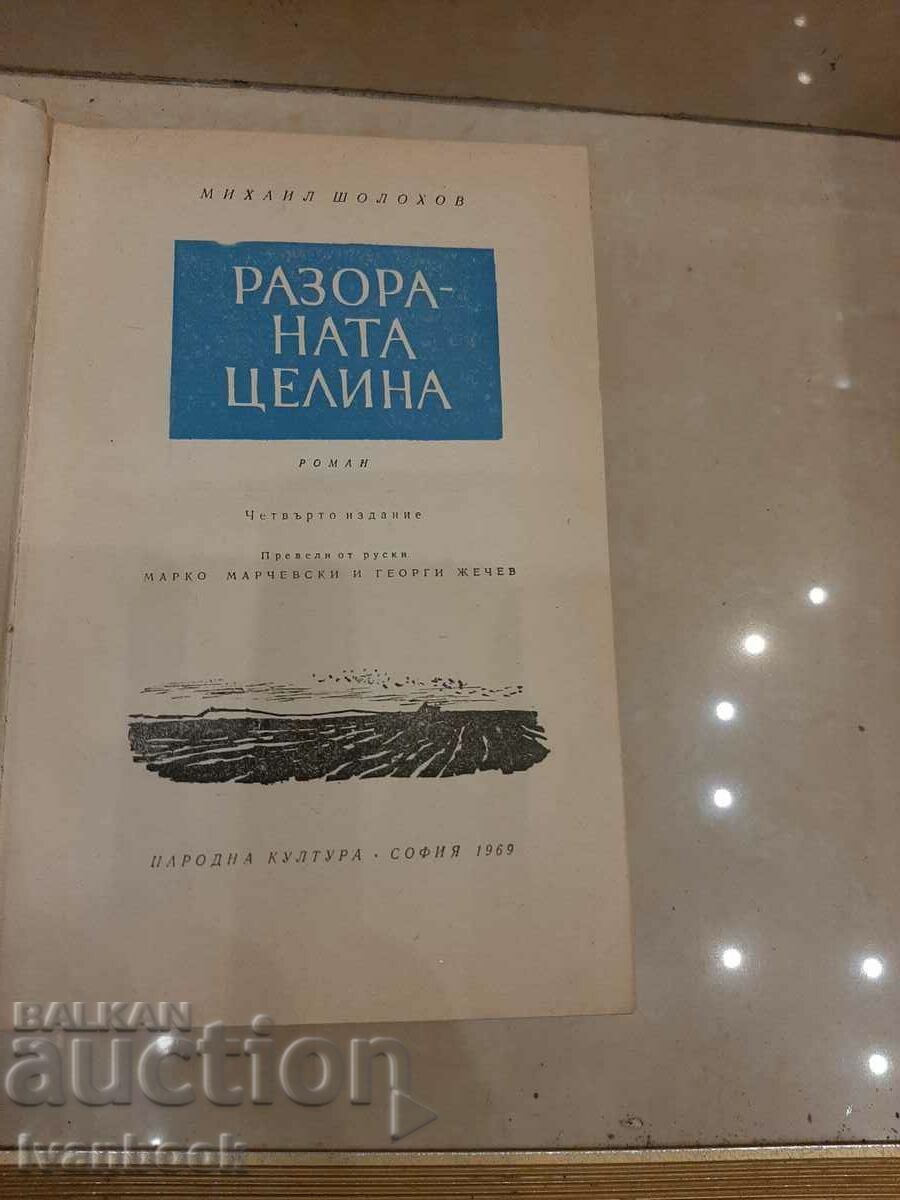 МИХАИЛ ШОЛОХОВ
РАЗОРА-
НАТА
ЦЕЛИНА
РОМАН
Четвърто издание
Превели от руски
МАРКО МАРЧЕВСКИ И ГЕОРГИ ЖЕЧЕВ
НАРОДНА КУЛТУРА · СОФИЯ 1969
BALKAN
auction
Ivanbook